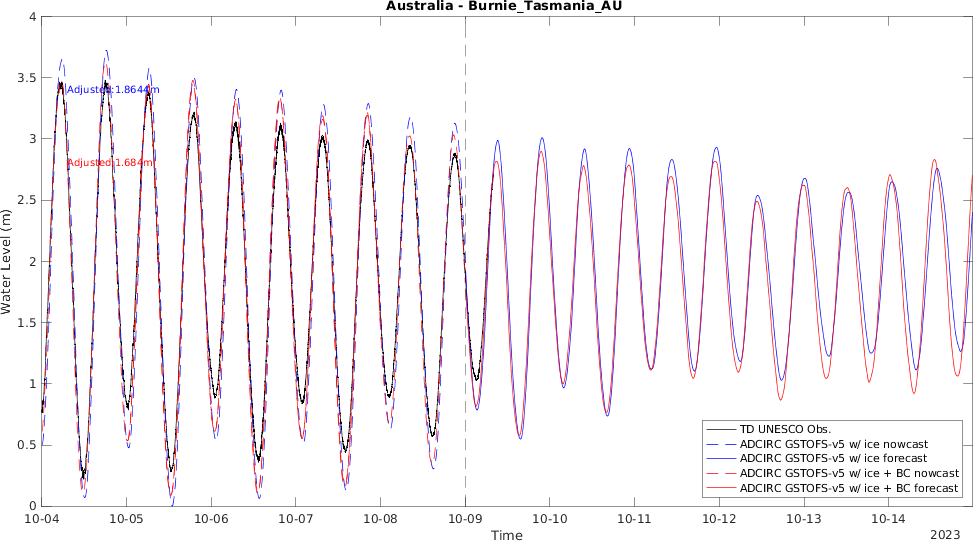 Australia - Burnie_Tasmania_AU
4
3.5
3
2.5
2
1.5
1
0.5
0
Water Level (m)
Adjusted:1.8644m
Adjusted:1.684m
TD UNESCO Obs.
ADCIRC GSTOFS-v5 w/ ice nowcast
ADCIRC GSTOFS-v5 w/ ice forecast
ADCIRC GSTOFS-v5 w/ ice + BC nowcast
ADCIRC GSTOFS-v5 w/ ice + BC forecast
10-04 10-05 10-06 10-07 10-08 10-09 10-10 10-11 10-12 10-13 10-14
Time
2023